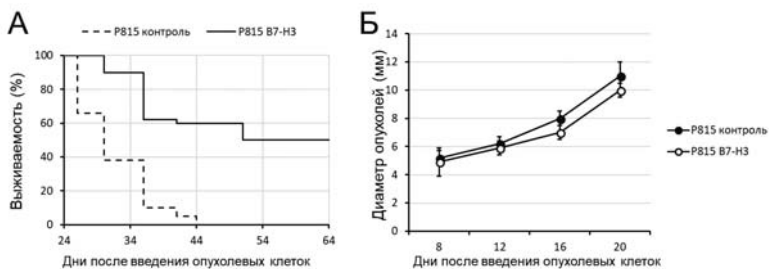 А
P815 контроль
P815 B7-H3
Выживаемость (%)
100
80
60
40
20
0
24
34
44
54
64
Дни после введения опухолевых клеток
Б
Диаметр опухолей (мм)
14
12
10
8
6
4
2
0
8
12
16
20
Дни после введения опухолевых клеток
P815 контроль
P815 B7-H3